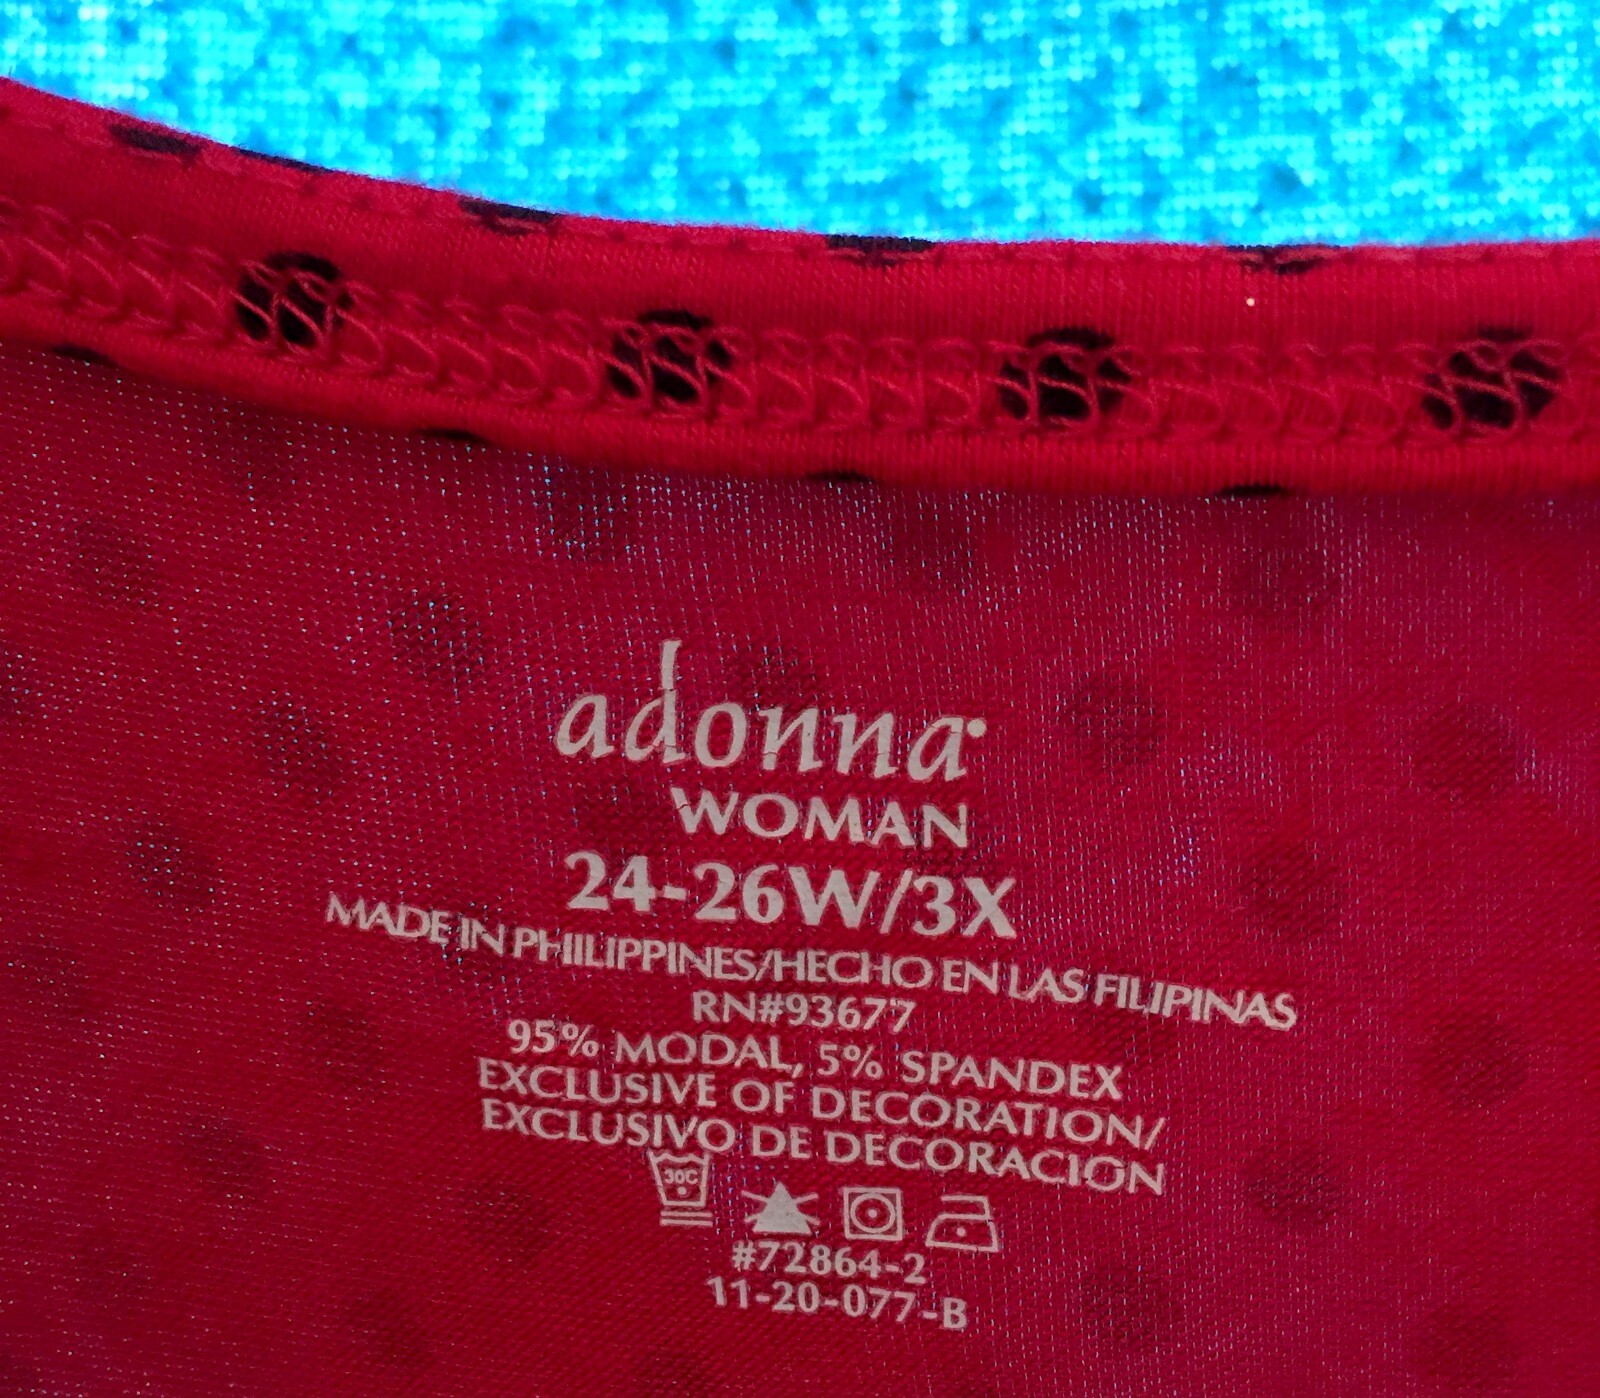 adonna
WOMAN
24-26W/3X
MADE IN PHILIPPINES/HECHO EN LAS FILIPINAS
RN#93677
95% MODAL, 5% SPANDEX
EXCLUSIVE OF DECORATION/
EXCLUSIVO DE DECORACIÓN
30C
#72864-2
11-20-077-B